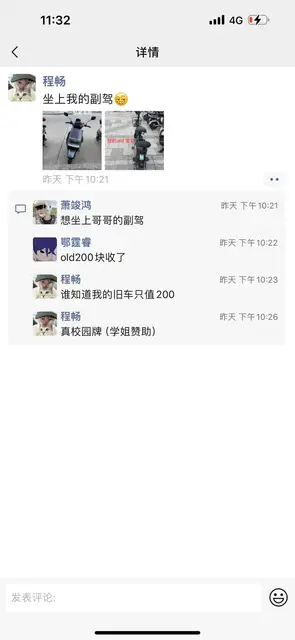 11:32
4G
详情
程畅
坐上我的副驾
昨天 下午10:21
萧竣鸿
昨天 下午10:21
想坐上哥哥的副驾
鄂霆睿
昨天 下午10:22
old200块收了
程畅
昨天 下午10:23
谁知道我的旧车只值200
程畅
昨天 下午10:26
真校园牌 (学姐赞助)
发表评论: